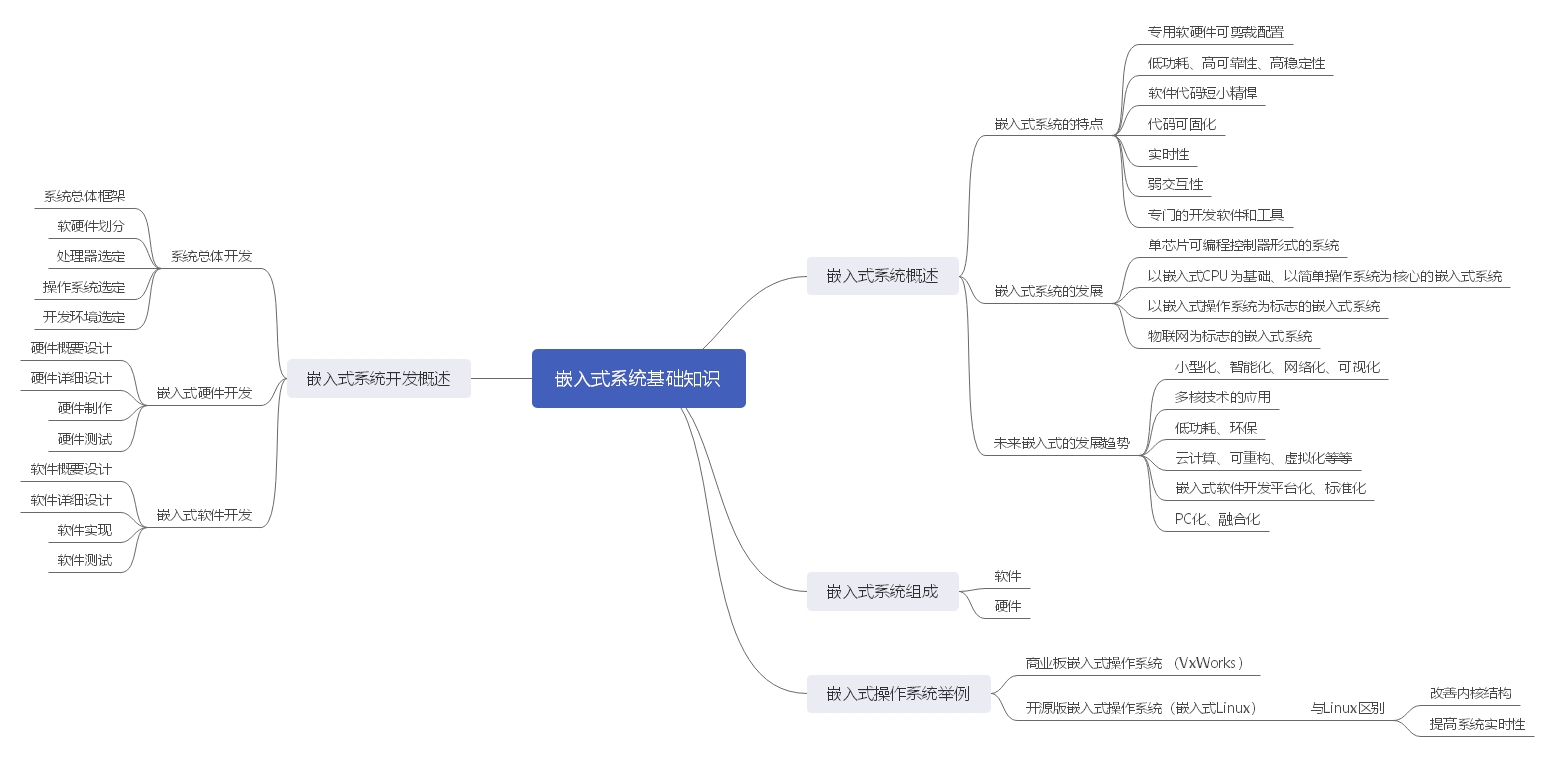 嵌入式系统基础知识
嵌入式系统概述
嵌入式系统的特点
专用软硬件可剪裁配置
低功耗、高可靠性、高稳定性
软件代码短小精悍
代码可固化
实时性
弱交互性
专门的开发软件和工具
嵌入式系统的发展
单芯片可编程控制器形式的系统
以嵌入式CPU为基础、以简单操作系统为核心的嵌入式系统
以嵌入式操作系统为标志的嵌入式系统
物联网为标志的嵌入式系统
未来嵌入式的发展趋势
小型化、智能化、网络化、可视化
多核技术的应用
低功耗、环保
云计算、可重构、虚拟化等等
嵌入式软件开发平台化、标准化
PC化、融合化
嵌入式系统组成
软件
硬件
嵌入式操作系统举例
商业板嵌入式操作系统 （VxWorks）
开源版嵌入式操作系统（嵌入式Linux）
与Linux区别
改善内核结构
提高系统实时性
嵌入式系统开发概述
系统总体开发
系统总体框架
软硬件划分
处理器选定
操作系统选定
开发环境选定
嵌入式硬件开发
硬件概要设计
硬件详细设计
硬件制作
硬件测试
嵌入式软件开发
软件概要设计
软件详细设计
软件实现
软件测试